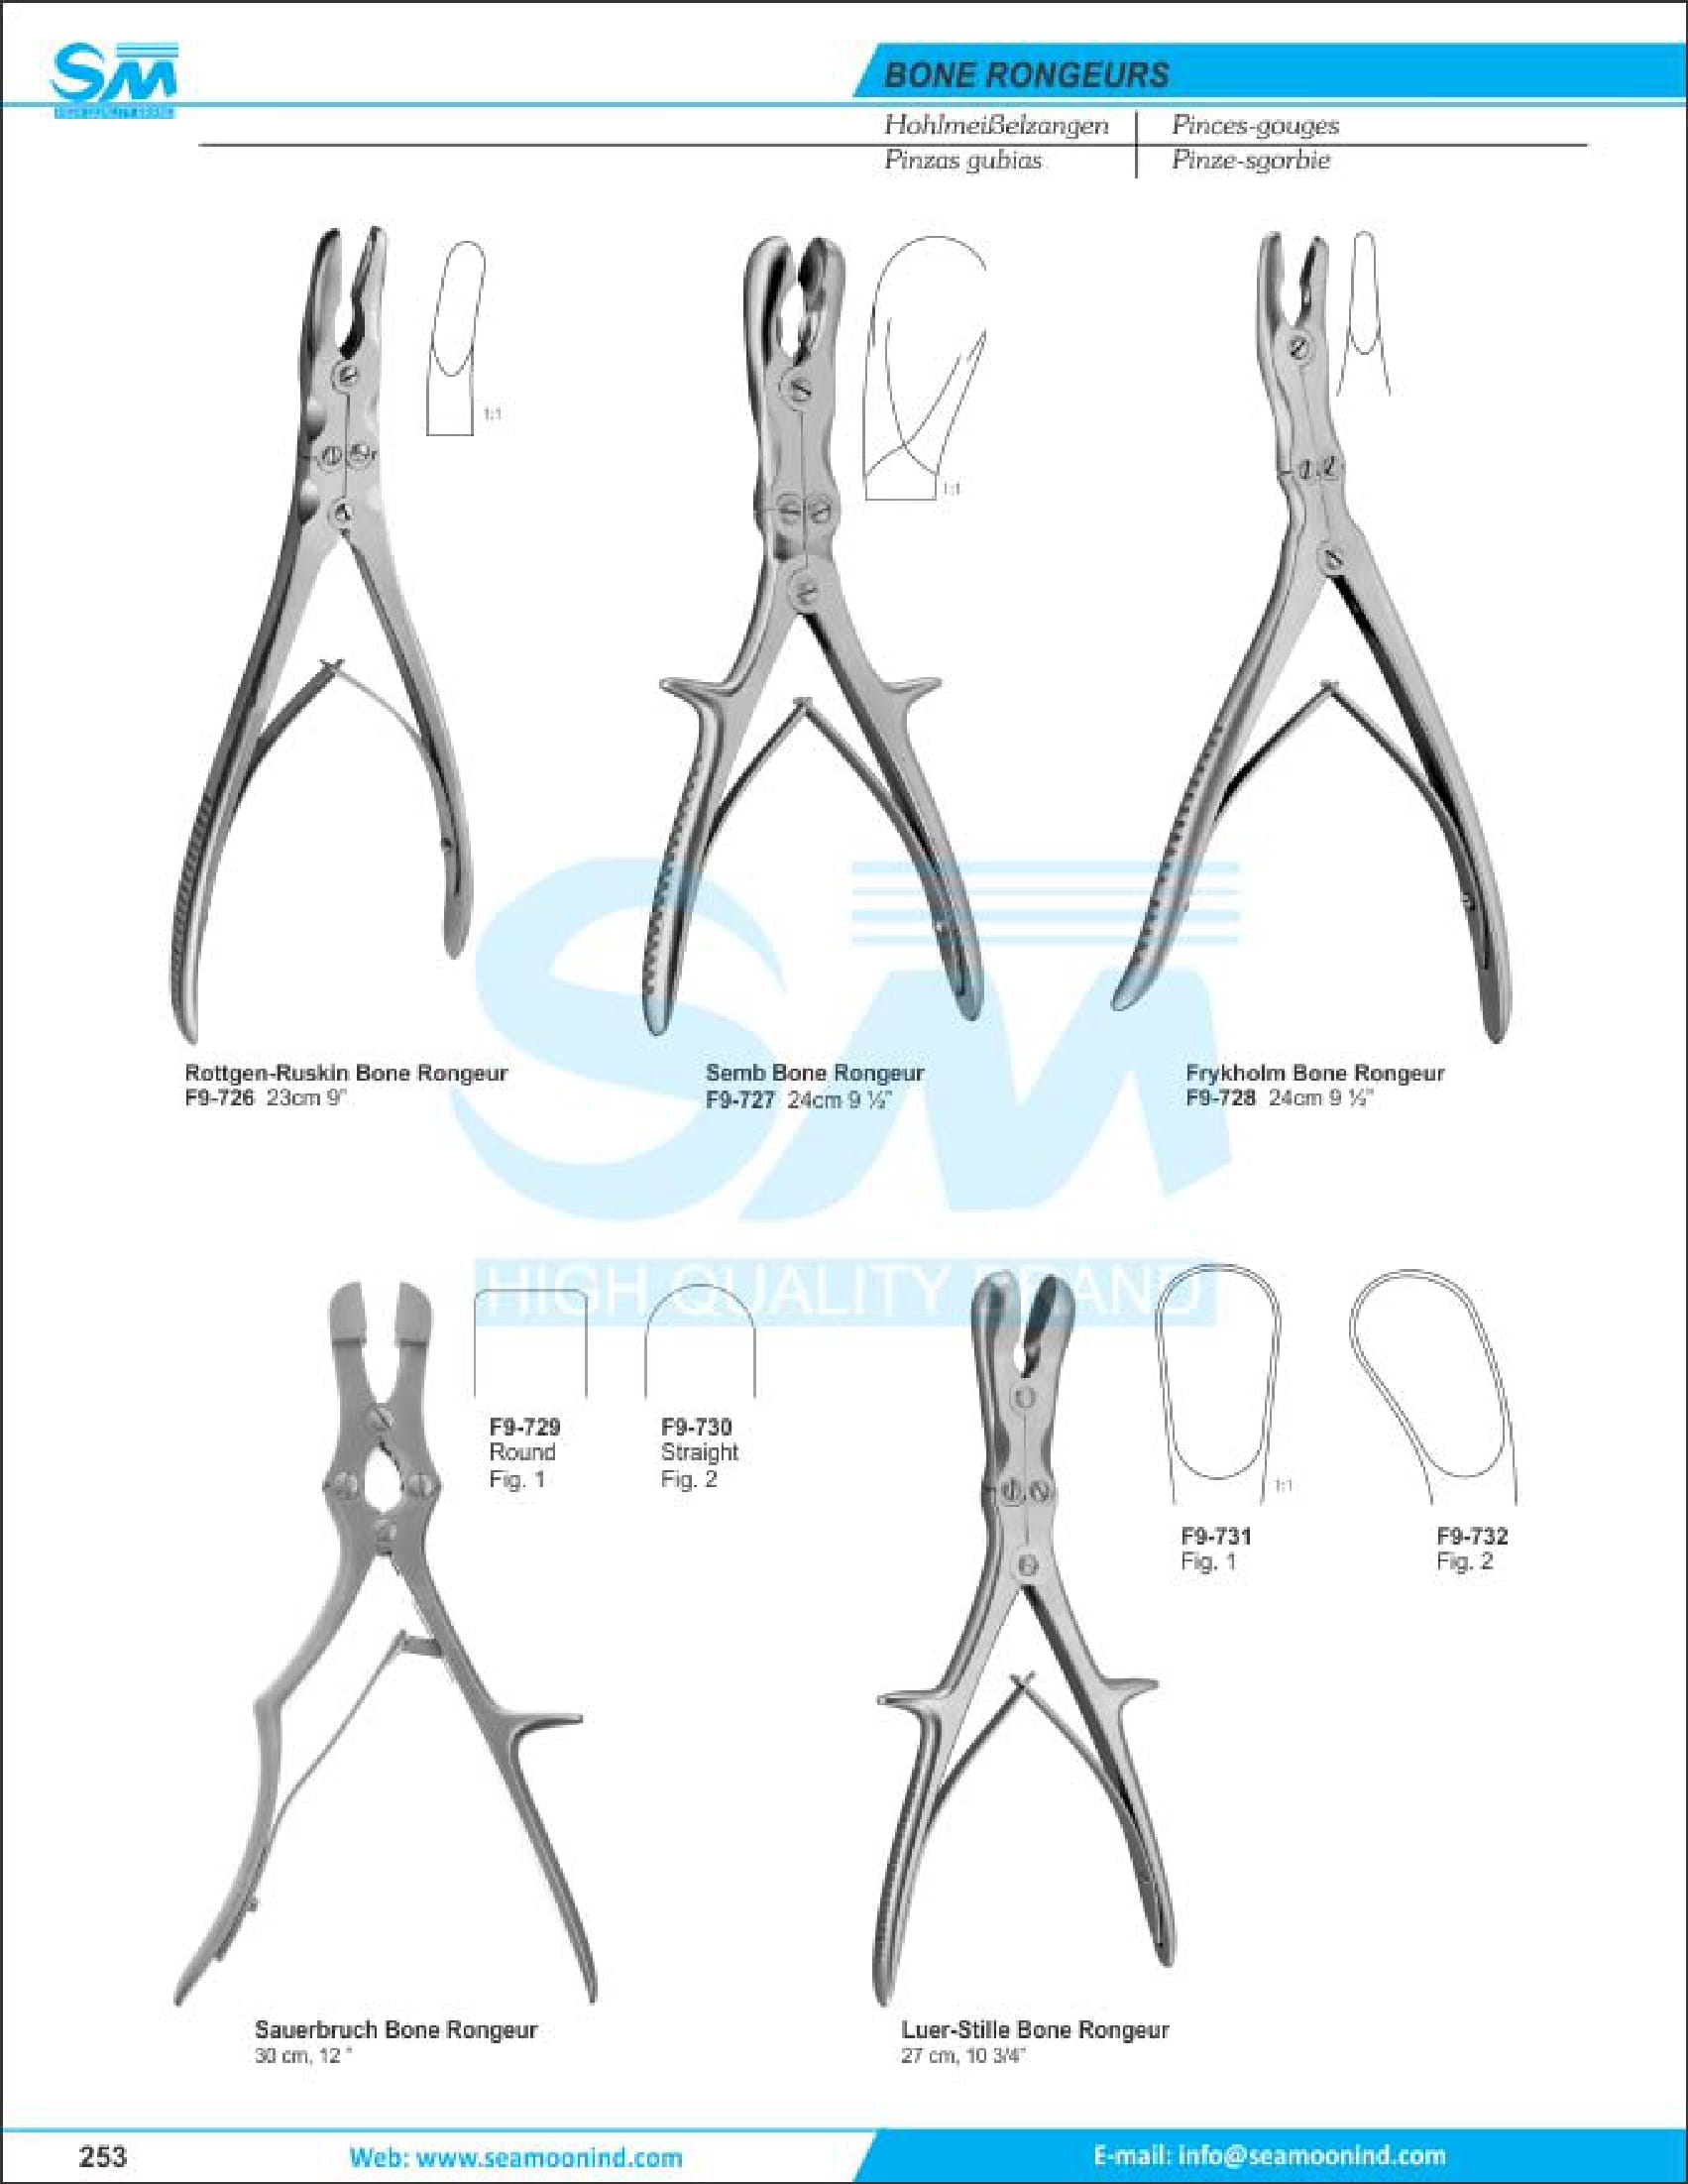 SM
BONE RONGEURS
Hohlmeißelzangen
Pinces-gouges
Pinzas gubias
Pinze-sgorbie
1:1
1:1
Rottgen-Ruskin Bone Rongeur
F9-726 23cm 9"
Semb Bone Rongeur
F9-727 24cm 9 ½"
Frykholm Bone Rongeur
F9-728 24cm 9 ½"
SM
HIGH QUALITY BRAND
F9-729
Round
Fig. 1
F9-730
Straight
Fig. 2
1:1
F9-731
Fig. 1
F9-732
Fig. 2
Sauerbruch Bone Rongeur
30 cm, 12 "
Luer-Stille Bone Rongeur
27 cm, 10 3/4"
253
Web: www.seamoonind.com
E-mail: info@seamoonind.com